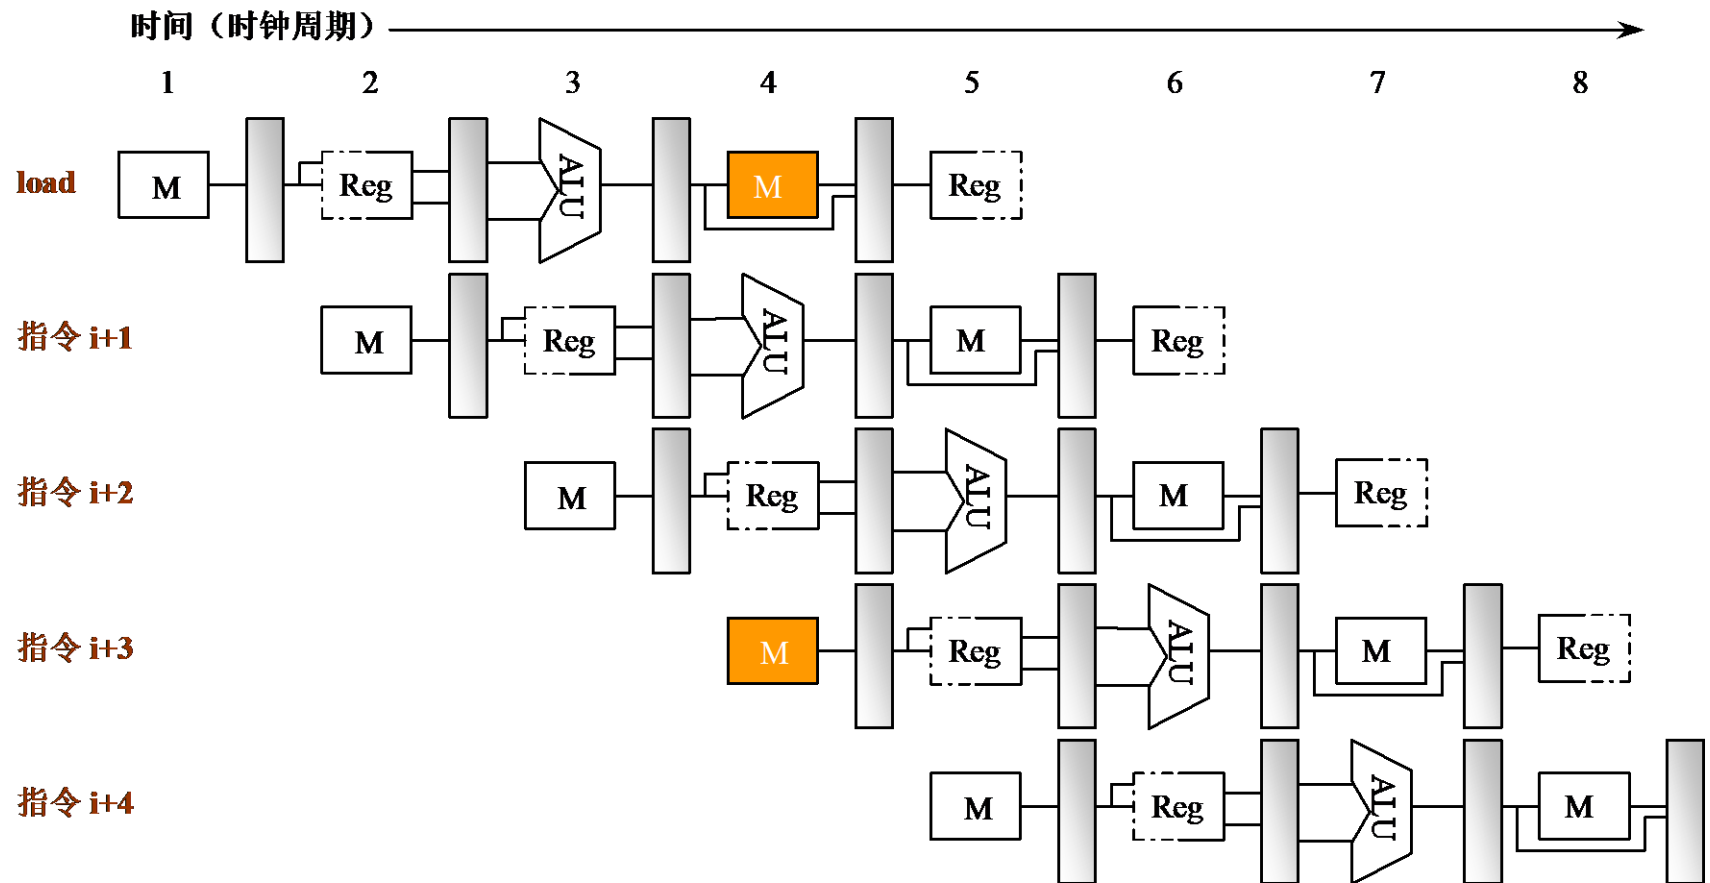 时间（时钟周期）
1 2 3 4 5 6 7 8
load M Reg ALU M Reg
指令 i+1 M Reg ALU M Reg
指令 i+2 M Reg ALU M Reg
指令 i+3 M Reg ALU M Reg
指令 i+4 M Reg ALU M